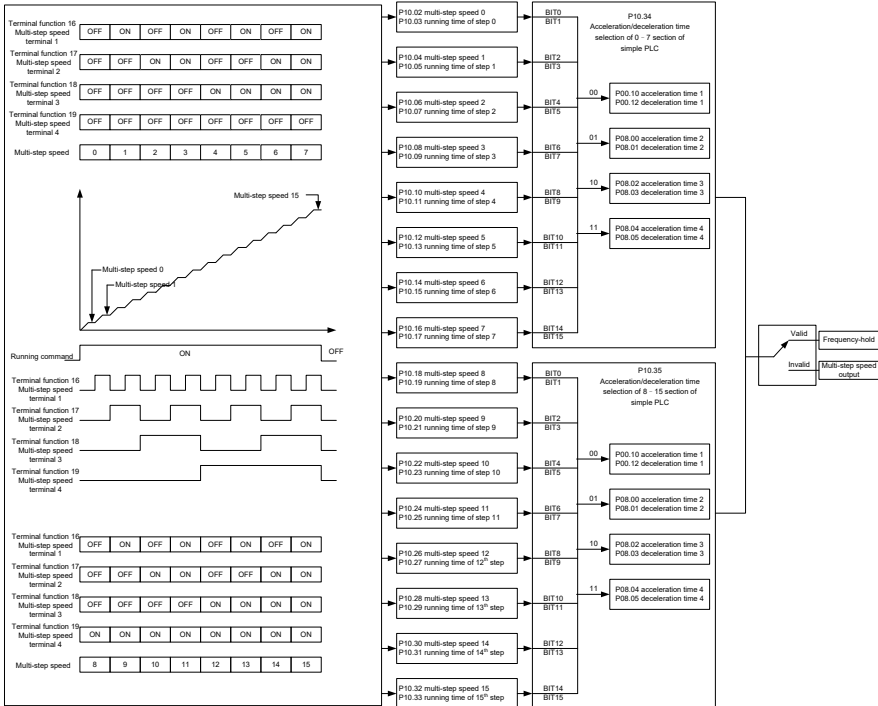 Terminal function 16
Multi-step speed
terminal 1
OFF ON OFF ON OFF ON OFF ON
Terminal function 17
Multi-step speed
terminal 2
OFF OFF ON ON OFF OFF ON ON
Terminal function 18
Multi-step speed
terminal 3
OFF OFF OFF OFF ON ON ON ON
Terminal function 19
Multi-step speed
terminal 4
OFF OFF OFF OFF OFF OFF OFF OFF
Multi-step speed 0 1 2 3 4 5 6 7
Multi-step speed 15
Multi-step speed 0
Multi-step speed 1
Running command
ON
OFF
Terminal function 16
Multi-step speed
terminal 1
Terminal function 17
Multi-step speed
terminal 2
Terminal function 18
Multi-step speed
terminal 3
Terminal function 19
Multi-step speed
terminal 4
Terminal function 16
Multi-step speed
terminal 1
OFF ON OFF ON OFF ON OFF ON
Terminal function 17
Multi-step speed
terminal 2
OFF OFF ON ON OFF OFF ON ON
Terminal function 18
Multi-step speed
terminal 3
OFF OFF OFF OFF ON ON ON ON
Terminal function 19
Multi-step speed
terminal 4
ON ON ON ON ON ON ON ON
Multi-step speed 8 9 10 11 12 13 14 15
P10.02 multi-step speed 0
P10.03 running time of step 0
P10.04 multi-step speed 1
P10.05 running time of step 1
P10.06 multi-step speed 2
P10.07 running time of step 2
P10.08 multi-step speed 3
P10.09 running time of step 3
P10.10 multi-step speed 4
P10.11 running time of step 4
P10.12 multi-step speed 5
P10.13 running time of step 5
P10.14 multi-step speed 6
P10.15 running time of step 6
P10.16 multi-step speed 7
P10.17 running time of step 7
P10.18 multi-step speed 8
P10.19 running time of step 8
P10.20 multi-step speed 9
P10.21 running time of step 9
P10.22 multi-step speed 10
P10.23 running time of step 10
P10.24 multi-step speed 11
P10.25 running time of step 11
P10.26 multi-step speed 12
P10.27 running time of 12th step
P10.28 multi-step speed 13
P10.29 running time of 13th step
P10.30 multi-step speed 14
P10.31 running time of 14th step
P10.32 multi-step speed 15
P10.33 running time of 15th step
BIT0
BIT1
BIT2
BIT3
BIT4
BIT5
BIT6
BIT7
BIT8
BIT9
BIT10
BIT11
BIT12
BIT13
BIT14
BIT15
P10.34
Acceleration/deceleration time
selection of 0 - 7 section of
simple PLC
00
P00.10 acceleration time 1
P00.12 deceleration time 1
01
P08.00 acceleration time 2
P08.01 deceleration time 2
10
P08.02 acceleration time 3
P08.03 deceleration time 3
11
P08.04 acceleration time 4
P08.05 deceleration time 4
BIT0
BIT1
BIT2
BIT3
BIT4
BIT5
BIT6
BIT7
BIT8
BIT9
BIT10
BIT11
BIT12
BIT13
BIT14
BIT15
P10.35
Acceleration/deceleration time
selection of 8 - 15 section of
simple PLC
00
P00.10 acceleration time 1
P00.12 deceleration time 1
01
P08.00 acceleration time 2
P08.01 deceleration time 2
10
P08.02 acceleration time 3
P08.03 deceleration time 3
11
P08.04 acceleration time 4
P08.05 deceleration time 4
Valid
Frequency-hold
Invalid
Multi-step speed
output